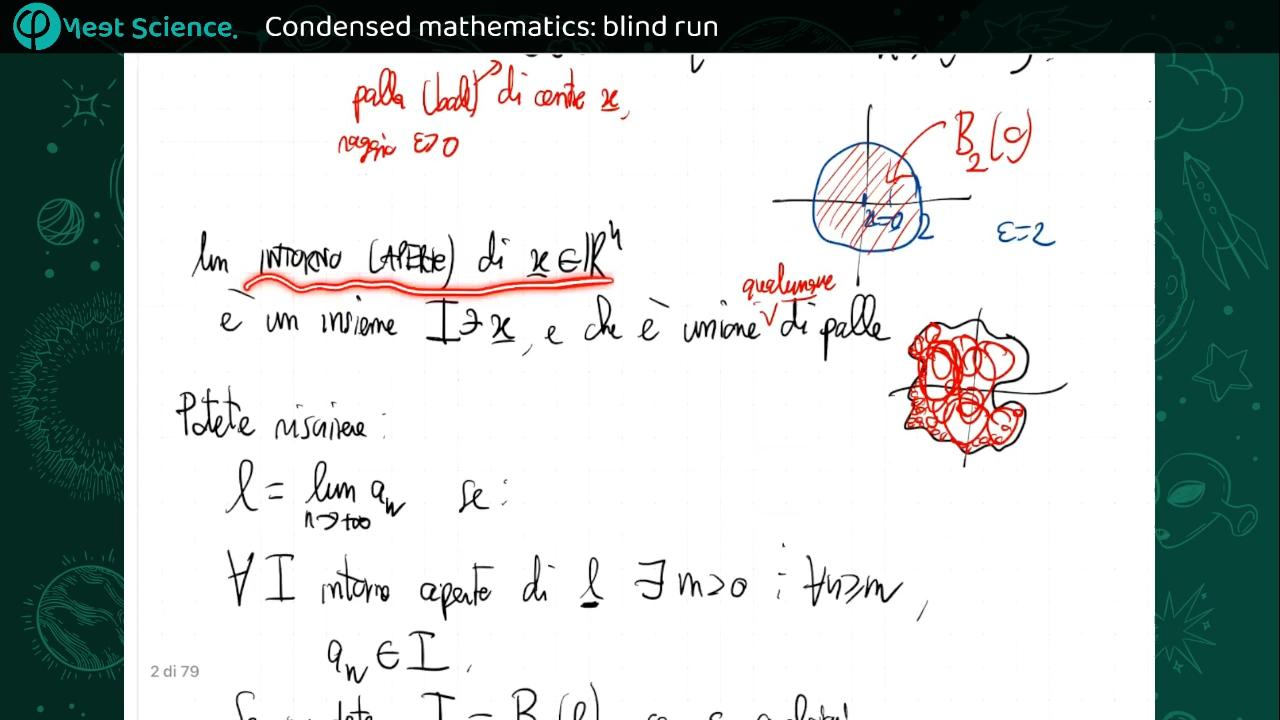 Meet Science.
Condensed mathematics: blind run
palla (ball) di centro x,
raggio ε>0
B₂(0)
x=0
2
ε=2
Un INTORNO (APERTO) di x ∈ ℝⁿ
qualunque
è un insieme I ∋ x, e che è unione di palle
Potete riscrivere:
l = lim aₙ se:
n→+∞
∀ I intorno aperto di l ∃ m>0 : ∀n≥m,
aₙ ∈ I.
2 di 79
I = B (l)